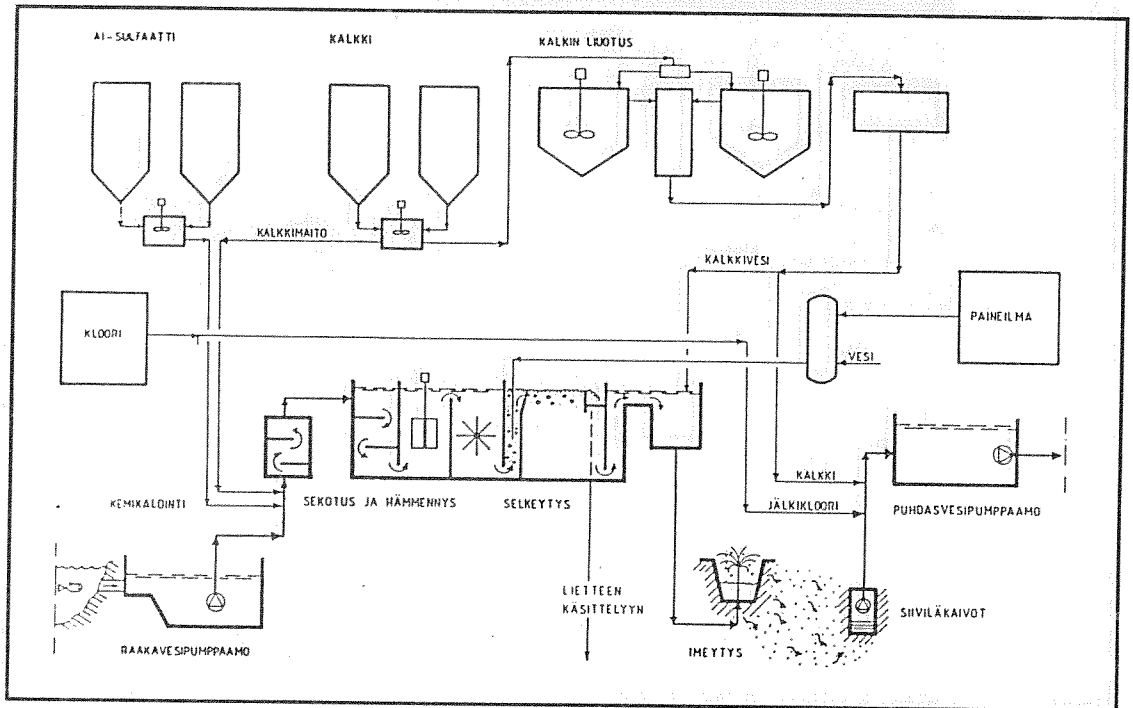 Al-SULFAATTI
KALKKI
KALKIN LIUOTUS
KALKKIMAITO
KALKKIVESI
KLOORI
PAINEILMA
VESI
KEMIKALOINTI
SEKOTUS JA HÄMMENNYS
SELKEYTYS
KALKKI
JÄLKIKLOORI
PUHDASVESIPUMPPAAMO
LIETTEEN
KÄSITTELYYN
SIIVILÄKAIVOT
IMEYTYS
RAAKAVESIPUMPPAAMO